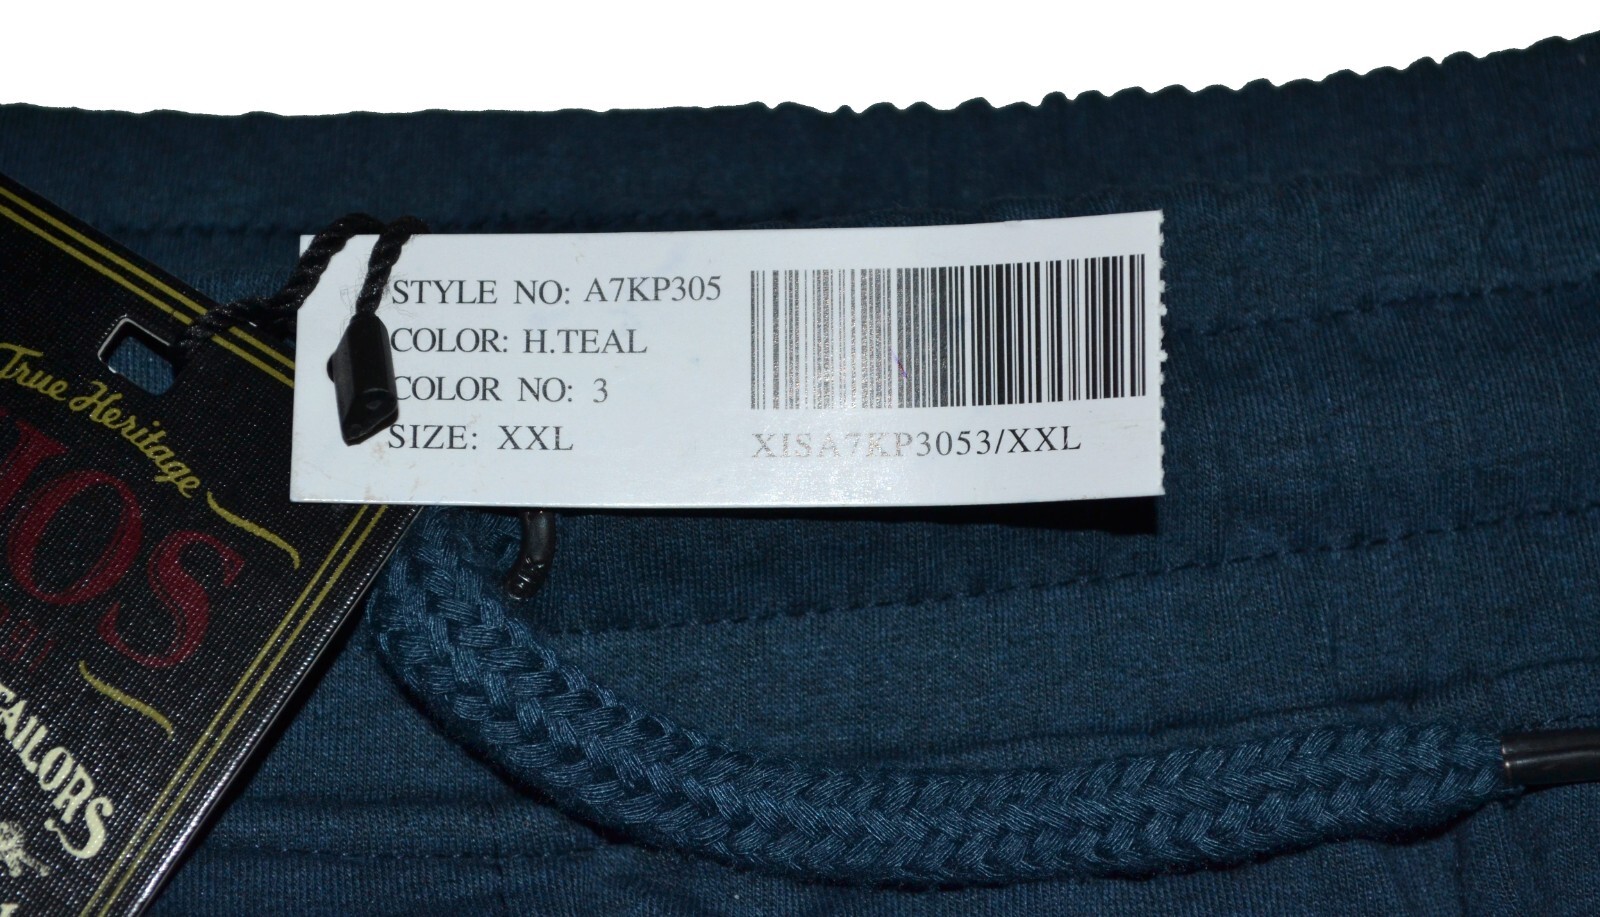 STYLE NO: A7KP305
COLOR: H.TEAL
COLOR NO: 3
SIZE: XXL
XISA7KP3053/XXL
True Heritage
TAILORS